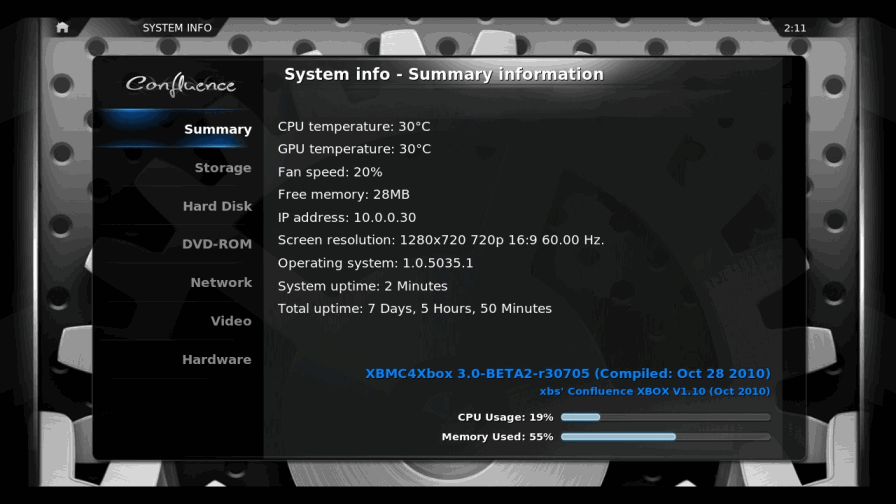 SYSTEM INFO
2:11
Confluence
System info - Summary information
Summary
Storage
Hard Disk
DVD-ROM
Network
Video
Hardware
CPU temperature: 30°C
GPU temperature: 30°C
Fan speed: 20%
Free memory: 28MB
IP address: 10.0.0.30
Screen resolution: 1280x720 720p 16:9 60.00 Hz.
Operating system: 1.0.5035.1
System uptime: 2 Minutes
Total uptime: 7 Days, 5 Hours, 50 Minutes
XBMC4Xbox 3.0-BETA2-r30705 (Compiled: Oct 28 2010)
xbs' Confluence XBOX V1.10 (Oct 2010)
CPU Usage: 19%
Memory Used: 55%